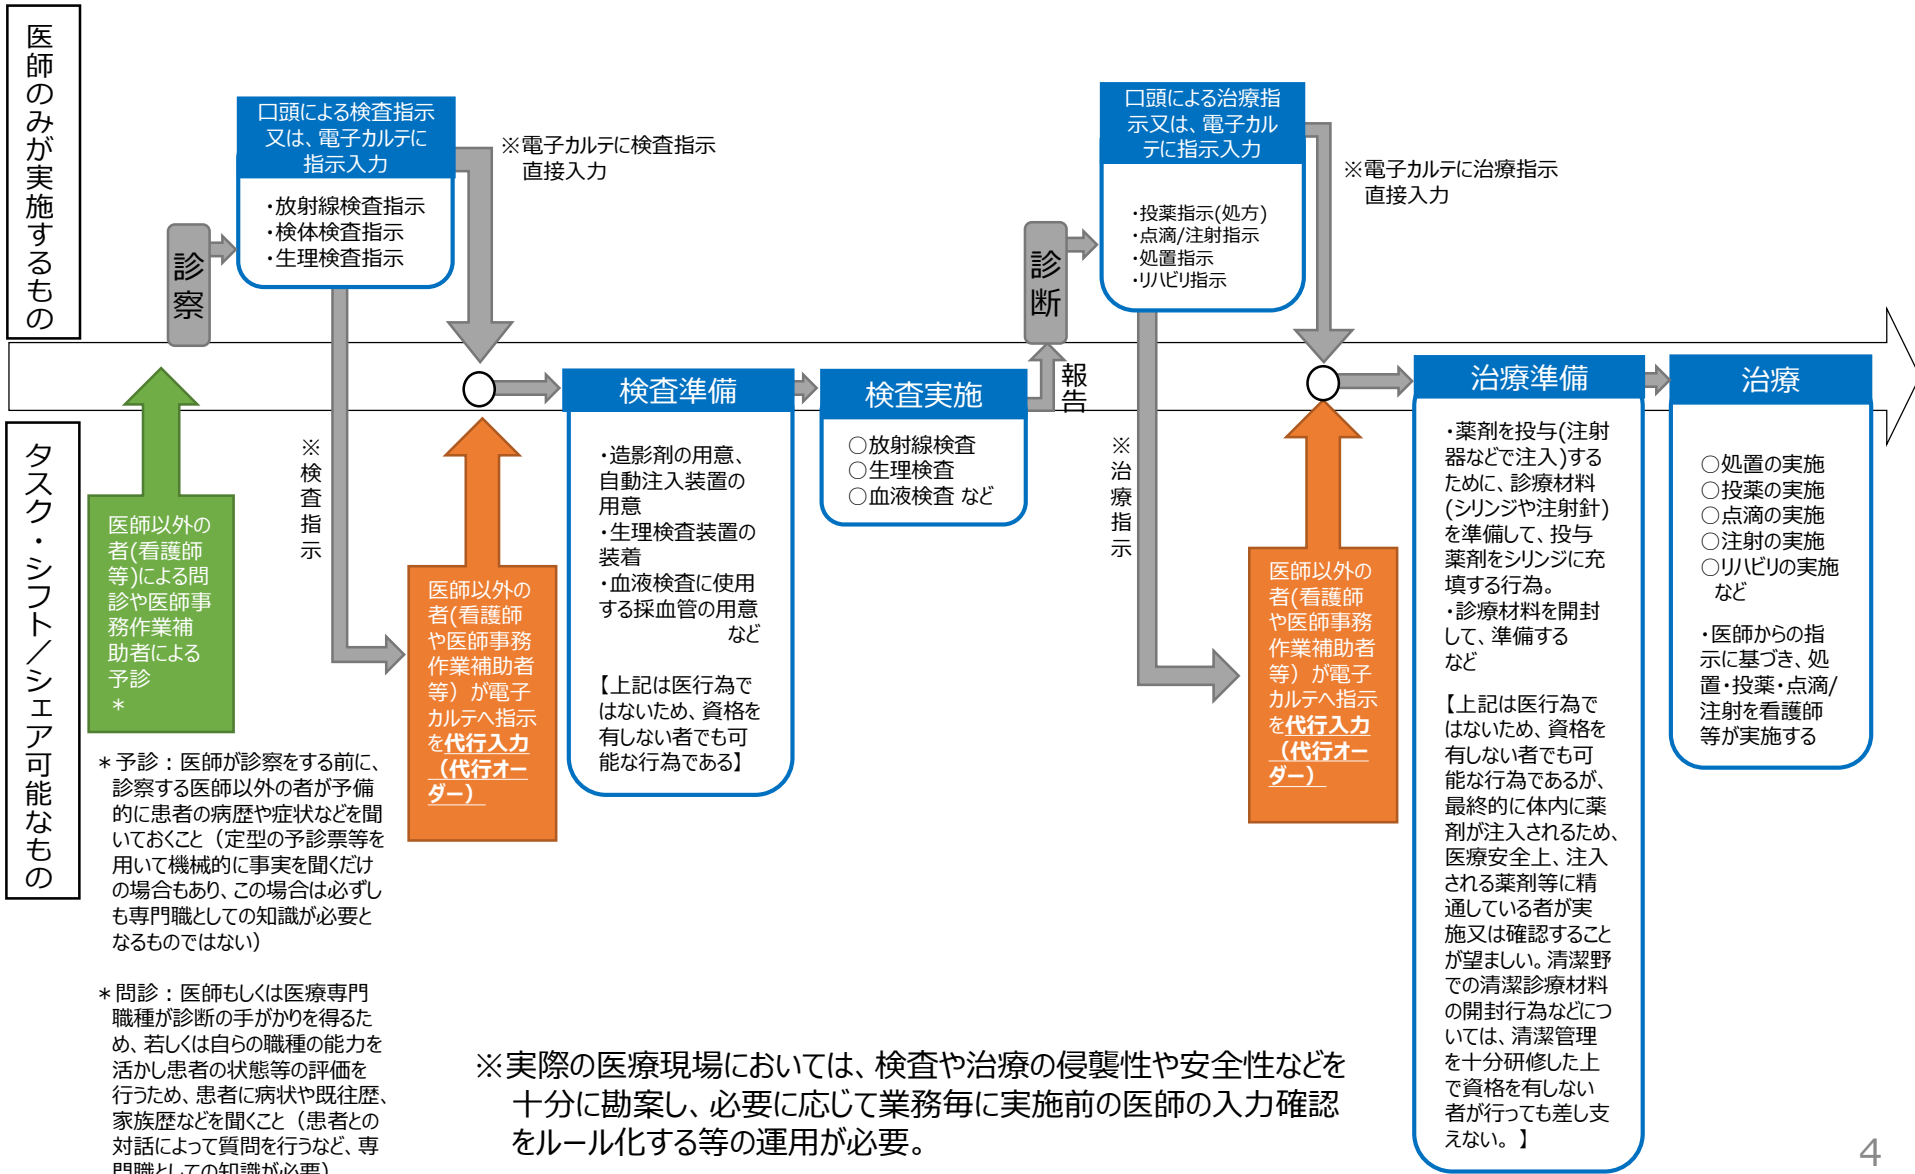 医師のみが実施するもの
口頭による検査指示
又は、電子カルテに
指示入力
・放射線検査指示
・検体検査指示
・生理検査指示
※電子カルテに検査指示
直接入力
診察
口頭による治療指
示又は、電子カル
テに指示入力
・投薬指示(処方)
・点滴/注射指示
・処置指示
・リハビリ指示
※電子カルテに治療指示
直接入力
診断
報告
タスク・シフト／シェア可能なもの
医師以外の
者(看護師
等)による問
診や医師事
務作業補
助者による
予診
＊
※検査指示
医師以外の
者(看護師
や医師事務
作業補助者
等）が電子
カルテへ指示
を代行入力
（代行オー
ダー）
検査準備
・造影剤の用意、
自動注入装置の
用意
・生理検査装置の
装着
・血液検査に使用
する採血管の用意
など
【上記は医行為で
はないため、資格を
有しない者でも可
能な行為である】
検査実施
○放射線検査
○生理検査
○血液検査 など
※治療指示
医師以外の
者(看護師
や医師事務
作業補助者
等）が電子
カルテへ指示
を代行入力
（代行オー
ダー）
治療準備
・薬剤を投与(注射
器などで注入)する
ために、診療材料
(シリンジや注射針)
を準備して、投与
薬剤をシリンジに充
填する行為。
・診療材料を開封
して、準備する
など
【上記は医行為で
はないため、資格を
有しない者でも可
能な行為であるが、
最終的に体内に薬
剤が注入されるため、
医療安全上、注入
される薬剤等に精
通している者が実
施又は確認すること
が望ましい。清潔野
での清潔診療材料
の開封行為などにつ
いては、清潔管理
を十分研修した上
で資格を有しない
者が行っても差し支
えない。】
治療
○処置の実施
○投薬の実施
○点滴の実施
○注射の実施
○リハビリの実施
など
・医師からの指
示に基づき、処
置・投薬・点滴/
注射を看護師
等が実施する
＊予診：医師が診察をする前に、
診察する医師以外の者が予備
的に患者の病歴や症状などを聞
いておくこと（定型の予診票等を
用いて機械的に事実を聞くだけ
の場合もあり、この場合は必ずし
も専門職としての知識が必要と
なるものではない）
＊問診：医師もしくは医療専門
職種が診断の手がかりを得るた
め、若しくは自らの職種の能力を
活かし患者の状態等の評価を
行うため、患者に病状や既往歴、
家族歴などを聞くこと（患者との
対話によって質問を行うなど、専
門職としての知識が必要）
※実際の医療現場においては、検査や治療の侵襲性や安全性などを
十分に勘案し、必要に応じて業務毎に実施前の医師の入力確認
をルール化する等の運用が必要。
4